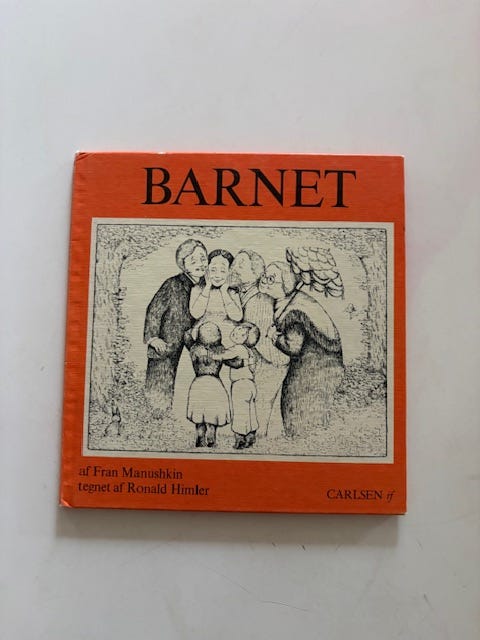 BARNET
af Fran Manushkin
tegnet af Ronald Himler
CARLSEN if